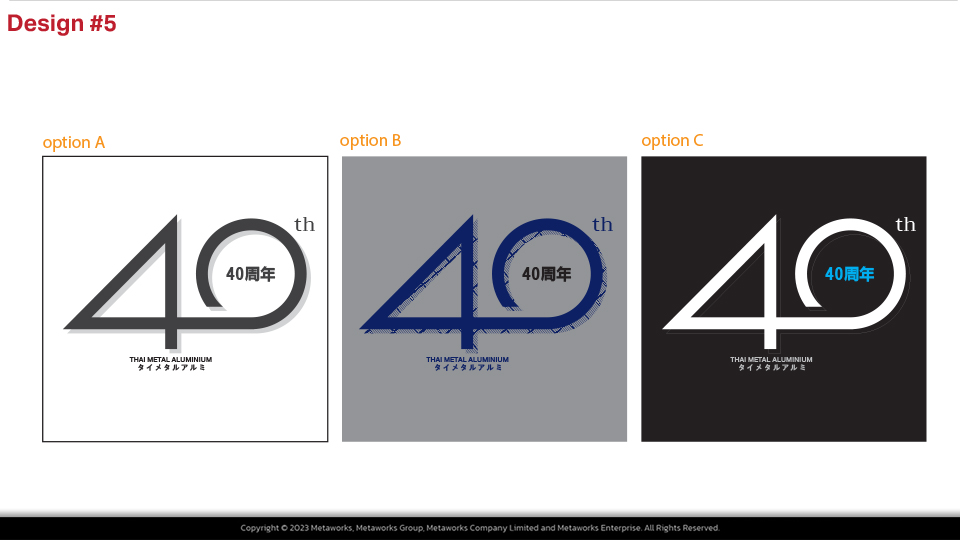 Design #5
option A
40
th
40周年
THAI METAL ALUMINIUM
タイメタルアルミ
option B
40
th
40周年
THAI METAL ALUMINIUM
タイメタルアルミ
option C
40
th
40周年
THAI METAL ALUMINIUM
タイメタルアルミ
Copyright © 2023 Metaworks, Metaworks Group, Metaworks Company Limited and Metaworks Enterprise. All Rights Reserved.